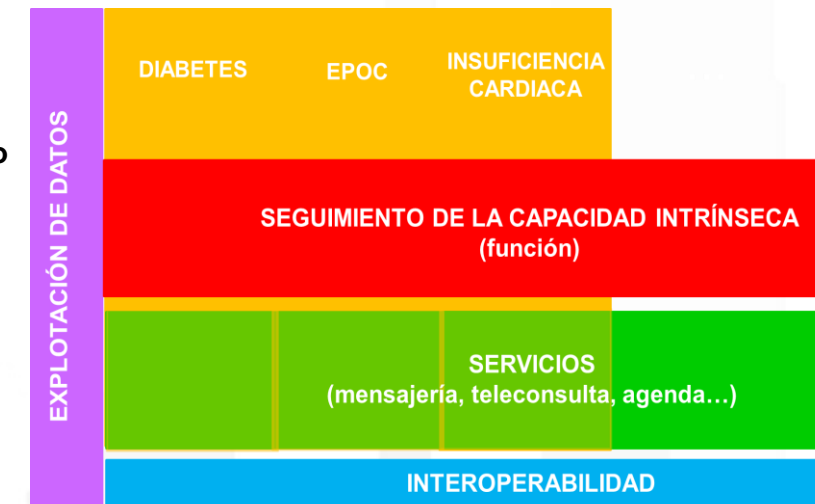 EXPLOTACIÓN DE DATOS
DIABETES
EPOC
INSUFICIENCIA
CARDIACA
SEGUIMIENTO DE LA CAPACIDAD INTRÍNSECA
(función)
SERVICIOS
(mensajería, teleconsulta, agenda…)
INTEROPERABILIDAD